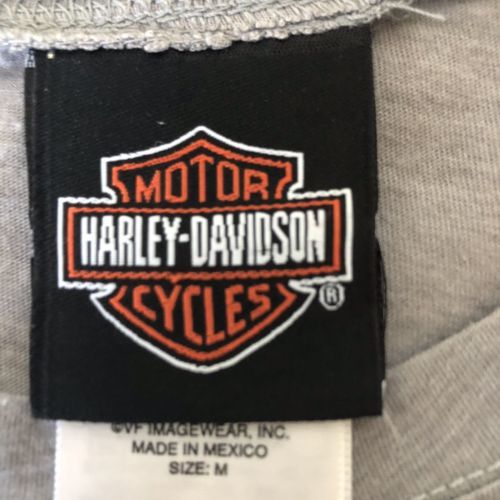 MOTOR
HARLEY-DAVIDSON
CYCLES
®
©VF IMAGEWEAR, INC.
MADE IN MEXICO
SIZE: M